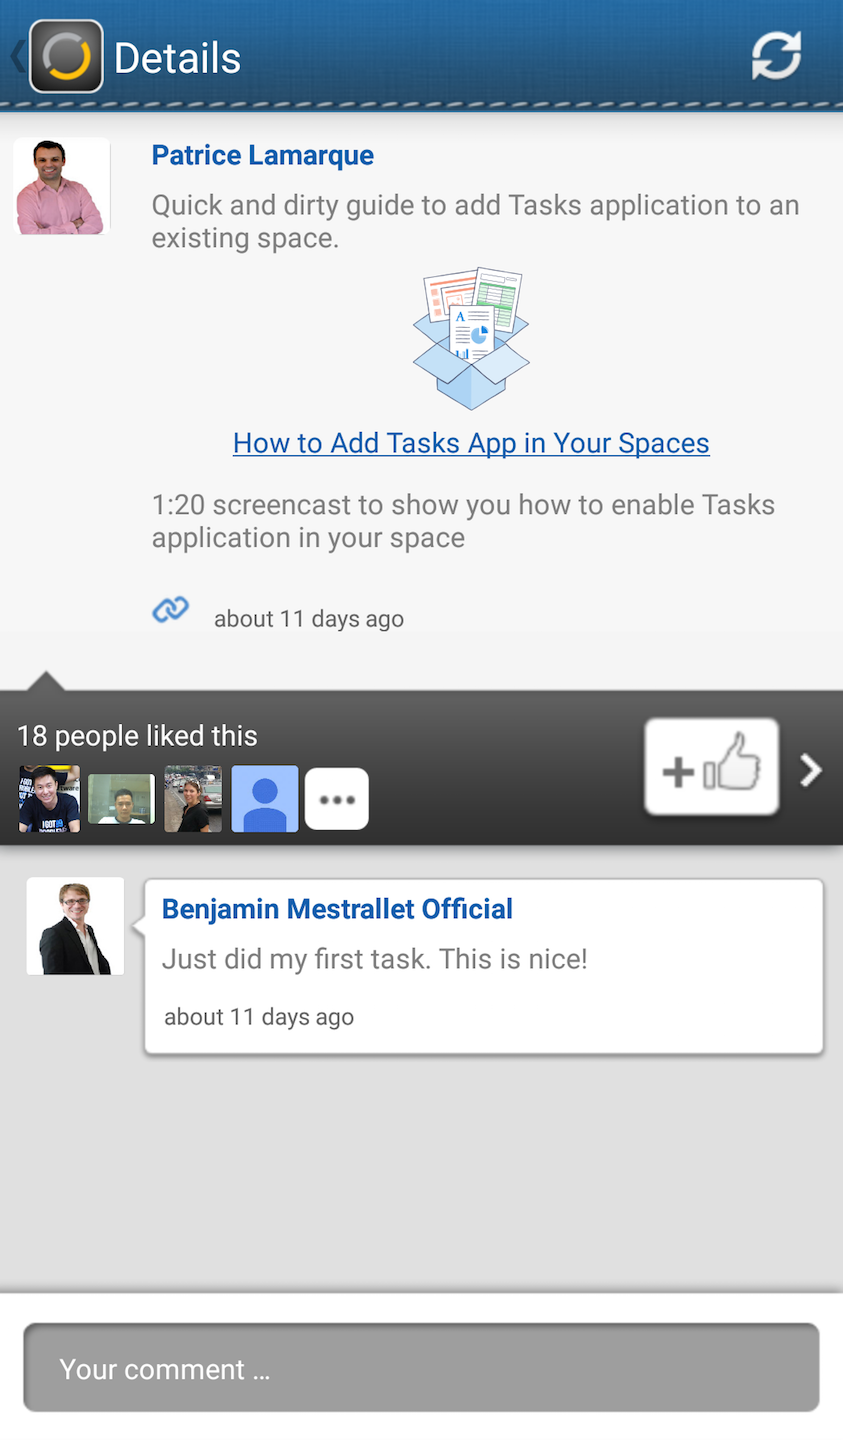 Details
Patrice Lamarque
Quick and dirty guide to add Tasks application to an
existing space.
A
How to Add Tasks App in Your Spaces
1:20 screencast to show you how to enable Tasks
application in your space
about 11 days ago
18 people liked this
Benjamin Mestrallet Official
Just did my first task. This is nice!
about 11 days ago
Your comment ...